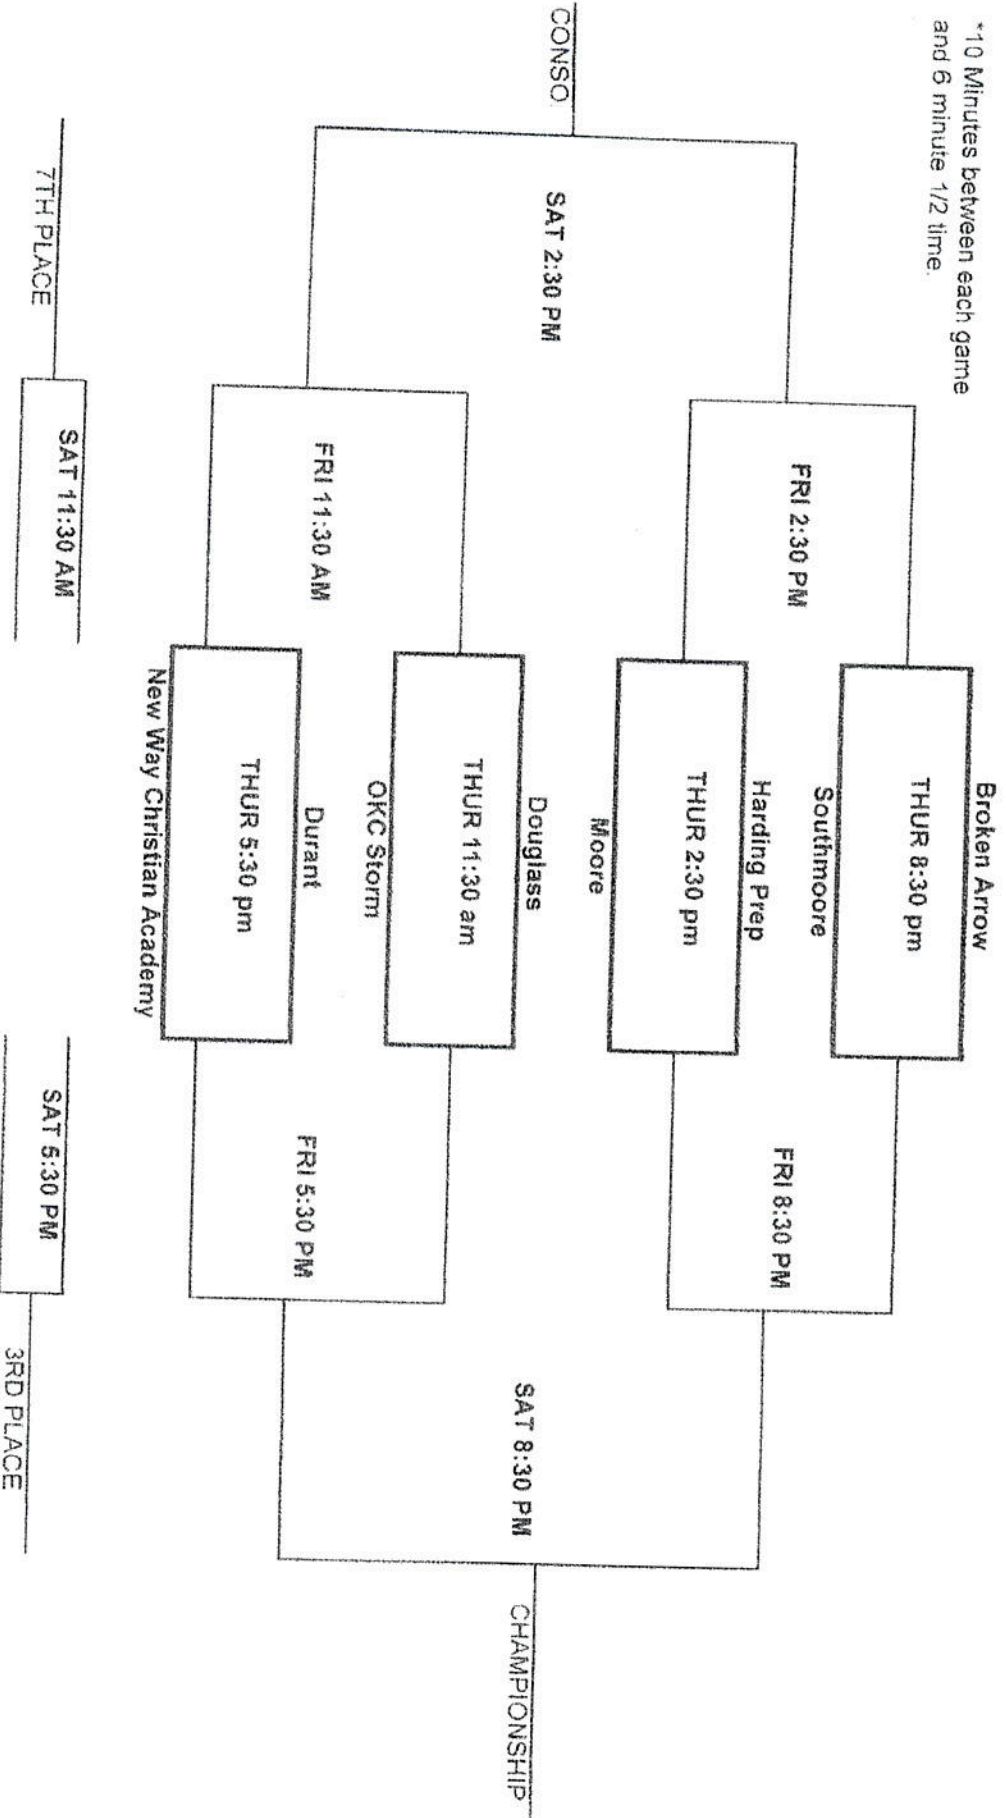 *10 Minutes between each game
and 6 minute 1/2 time.
Broken Arrow
THUR 8:30 pm
Southmoore
FRI 2:30 PM
FRI 8:30 PM
Harding Prep
THUR 2:30 pm
Moore
CONSO.
SAT 2:30 PM
SAT 8:30 PM
CHAMPIONSHIP
Douglass
THUR 11:30 am
OKC Storm
FRI 11:30 AM
FRI 5:30 PM
Durant
THUR 5:30 pm
New Way Christian Academy
SAT 11:30 AM
7TH PLACE
SAT 5:30 PM
3RD PLACE